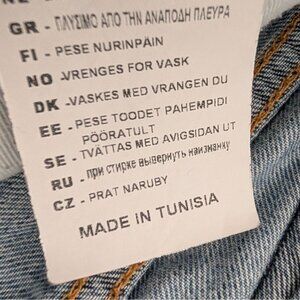 GR - ΠΛΥΣΙΜΟ ΑΠΟ ΤΗΝ ΑΝΑΠΟΔΗ ΠΛΕΥΡΑ
FI - PESE NURINPÄIN
NO -VRENGES FOR VASK
DK -VASKES MED VRANGEN DU
EE - PESE TOODET PAHEMPIDI
PÖÖRATULT
SE - TVÄTTAS MED AVIGSIDAN UT
RU - при стирке вывернуть наизнанку
CZ - PRAT NARUBY
MADE IN TUNISIA